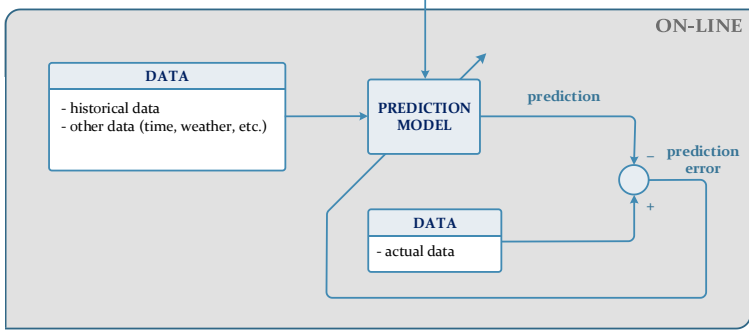 ON-LINE
DATA
- historical data
- other data (time, weather, etc.)
PREDICTION
MODEL
prediction
−
prediction
error
+
DATA
- actual data